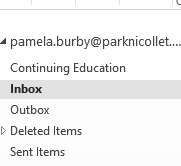 pamela.burby@parknicollet....
Continuing Education
Inbox
Outbox
Deleted Items
Sent Items